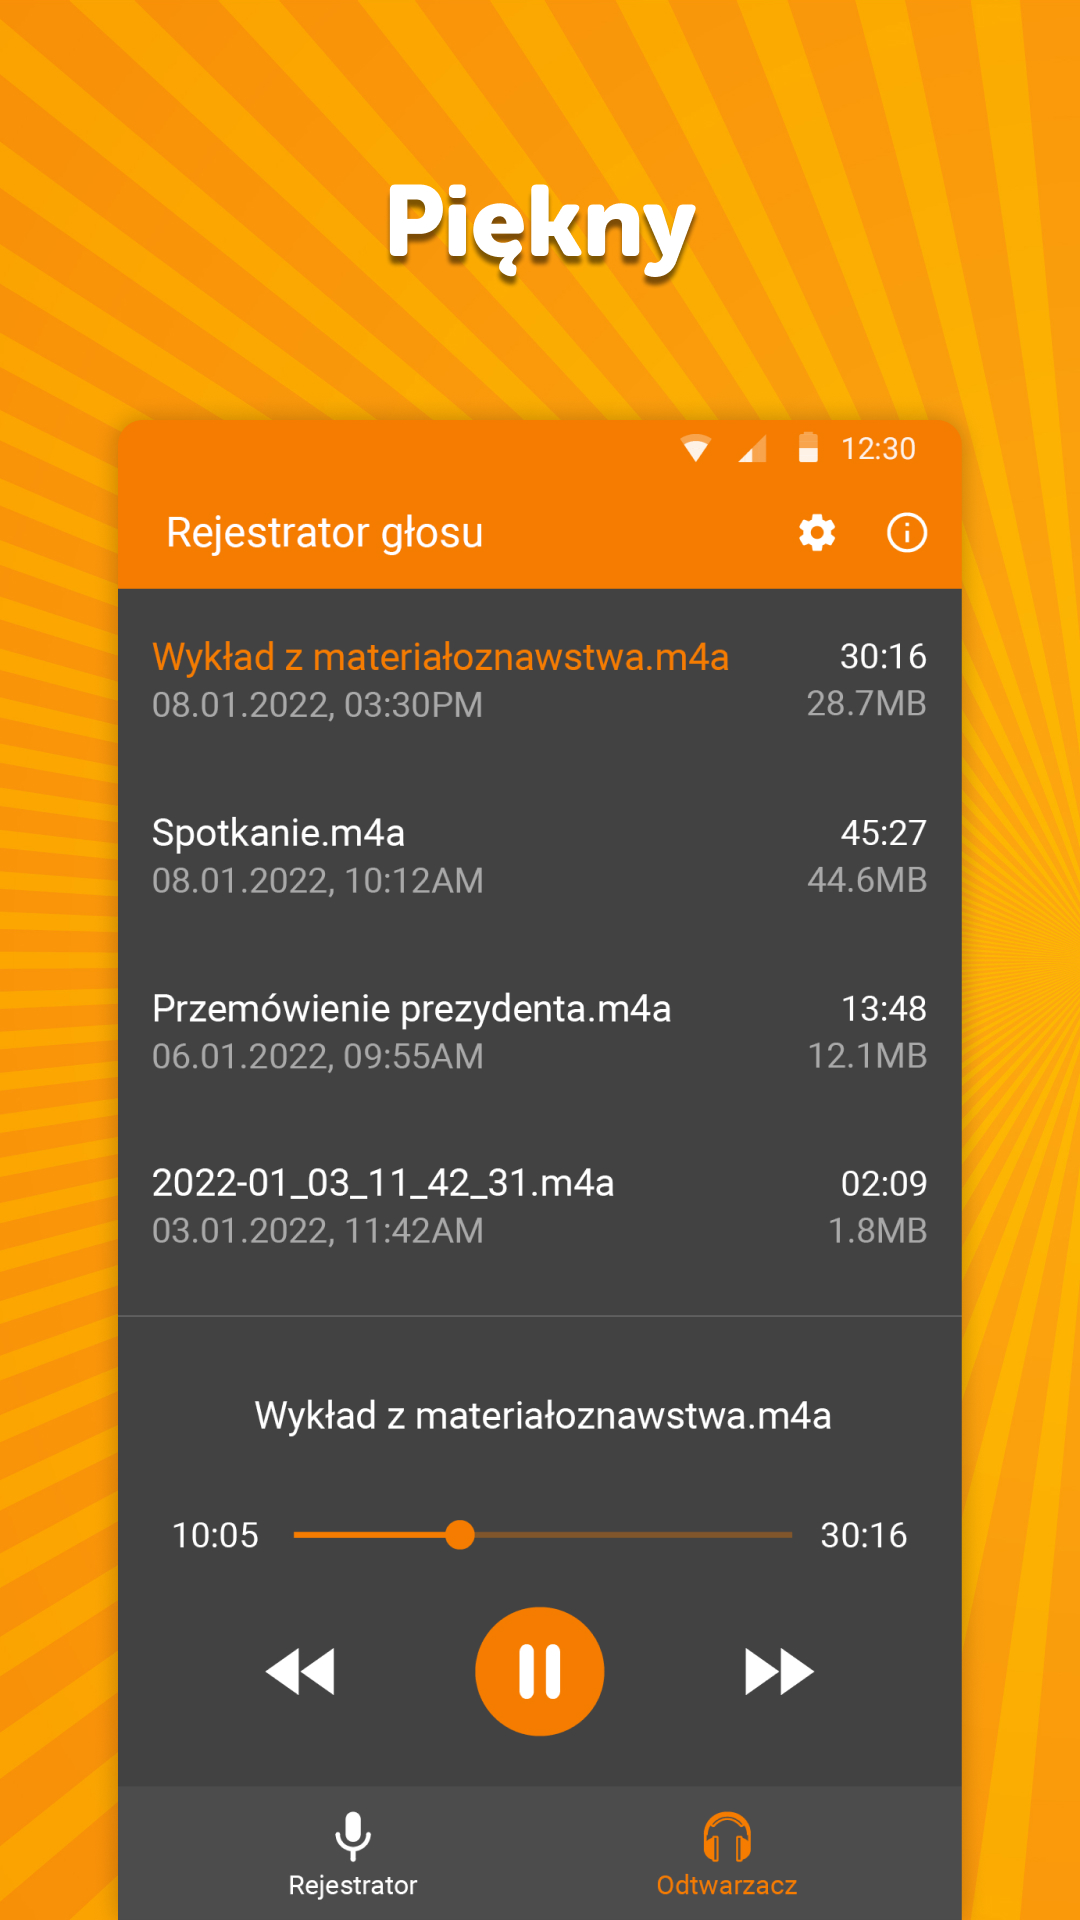 Piękny
12:30
Rejestrator głosu
Wykład z materiałoznawstwa.m4a 30:16
08.01.2022, 03:30PM 28.7MB
Spotkanie.m4a 45:27
08.01.2022, 10:12AM 44.6MB
Przemówienie prezydenta.m4a 13:48
06.01.2022, 09:55AM 12.1MB
2022-01_03_11_42_31.m4a 02:09
03.01.2022, 11:42AM 1.8MB
Wykład z materiałoznawstwa.m4a
10:05 30:16
Rejestrator Odtwarzacz